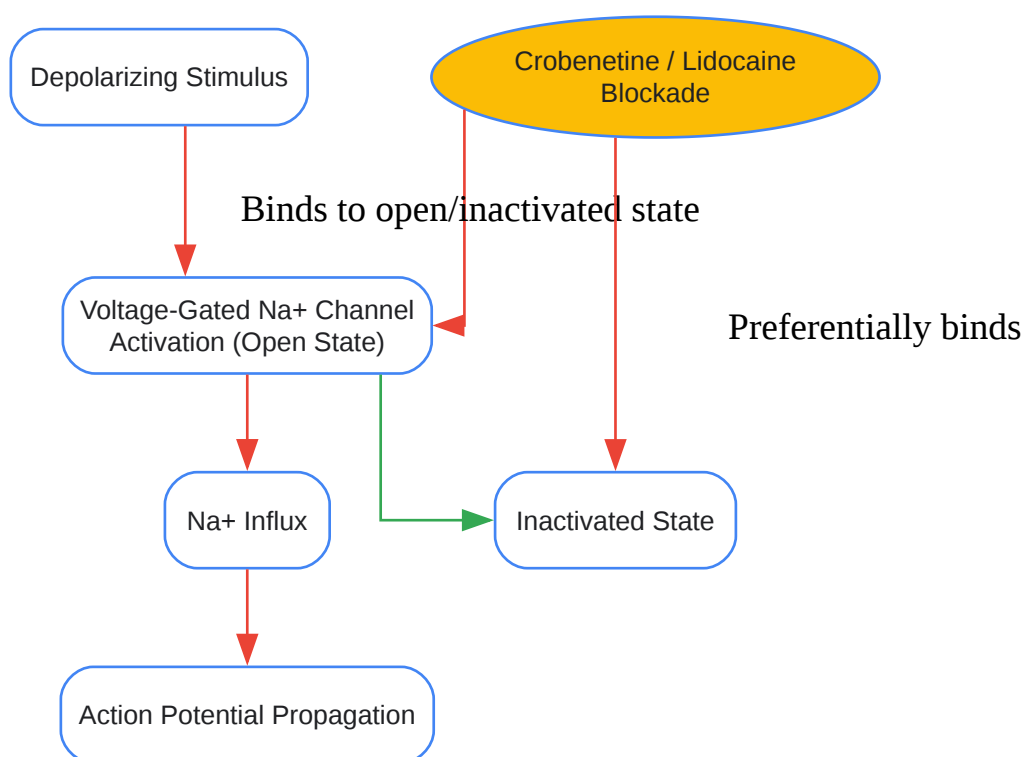 Depolarizing Stimulus
Crobenetine / Lidocaine
Blockade
Binds to open/inactivated state
Voltage-Gated Na+ Channel
Activation (Open State)
Preferentially binds
Na+ Influx
Inactivated State
Action Potential Propagation